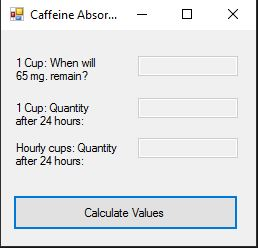 Caffeine Absor...
1 Cup: When will
65 mg. remain?
1 Cup: Quantity
after 24 hours:
Hourly cups: Quantity
after 24 hours:
Calculate Values